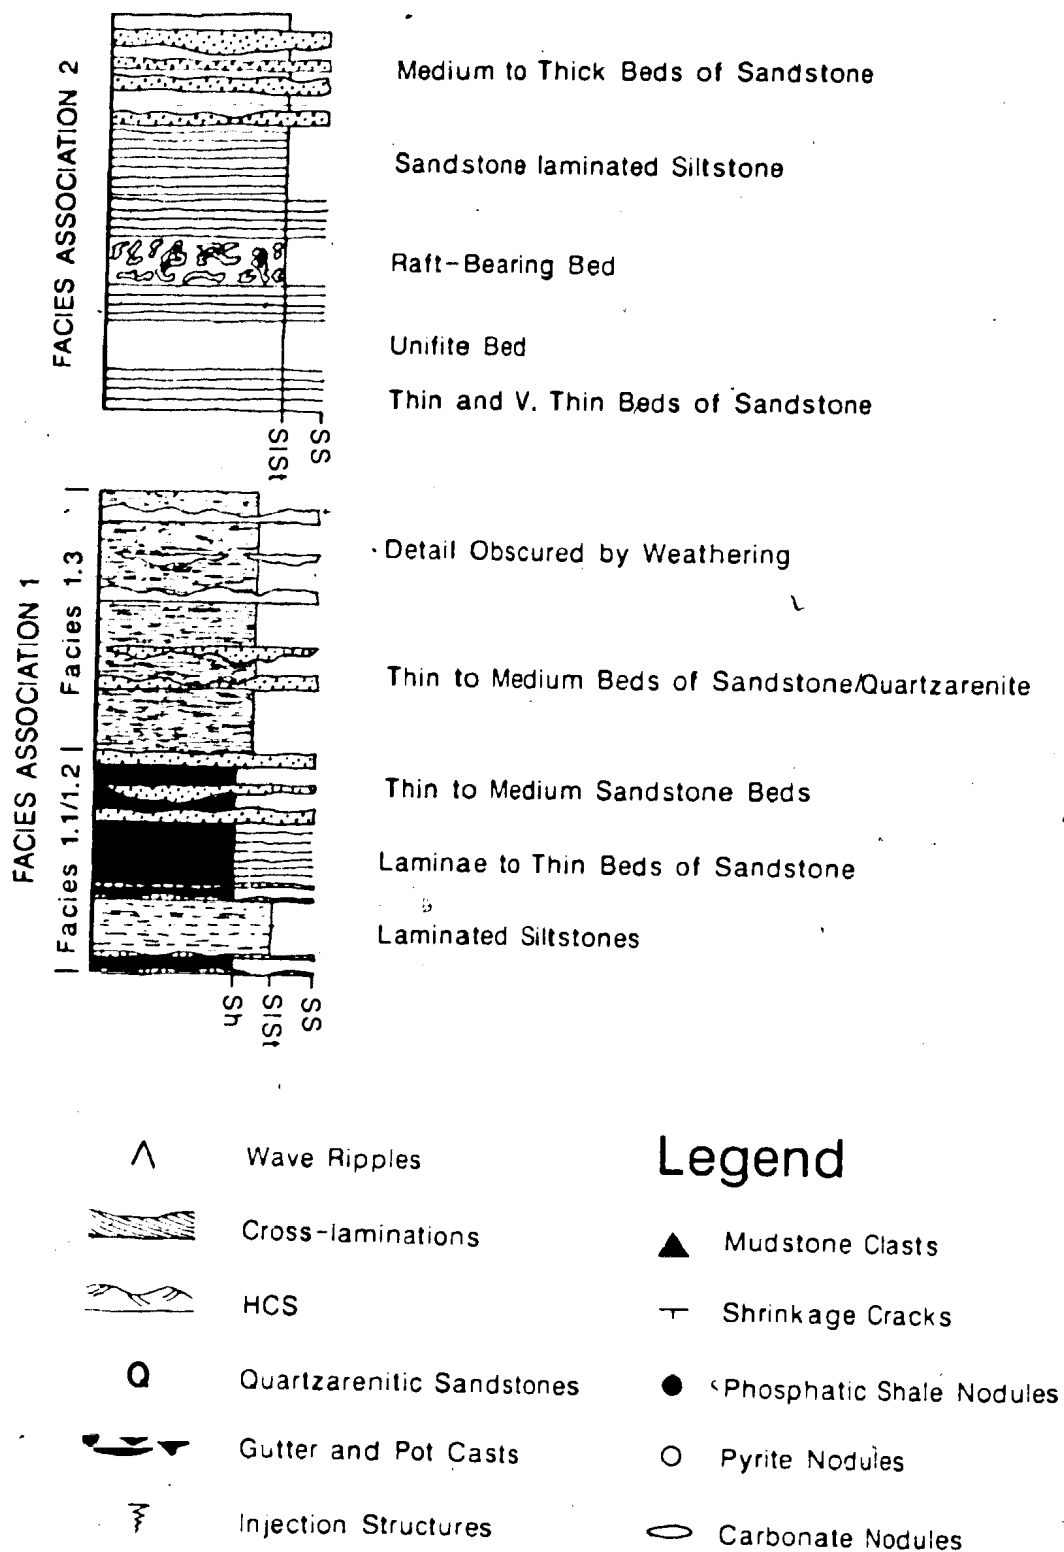 FACIES ASSOCIATION 2
Medium to Thick Beds of Sandstone
Sandstone laminated Siltstone
Raft-Bearing Bed
Unifite Bed
Thin and V. Thin Beds of Sandstone
SlSt
SS
FACIES ASSOCIATION 1
Facies 1.3
Facies 1.1/1.2
Detail Obscured by Weathering
Thin to Medium Beds of Sandstone/Quartzarenite
Thin to Medium Sandstone Beds
Laminae to Thin Beds of Sandstone
Laminated Siltstones
Sh
SlSt
SS
Legend
Wave Ripples
Cross-laminations
HCS
Q Quartzarenitic Sandstones
Gutter and Pot Casts
Injection Structures
Mudstone Clasts
Shrinkage Cracks
Phosphatic Shale Nodules
Pyrite Nodules
Carbonate Nodules